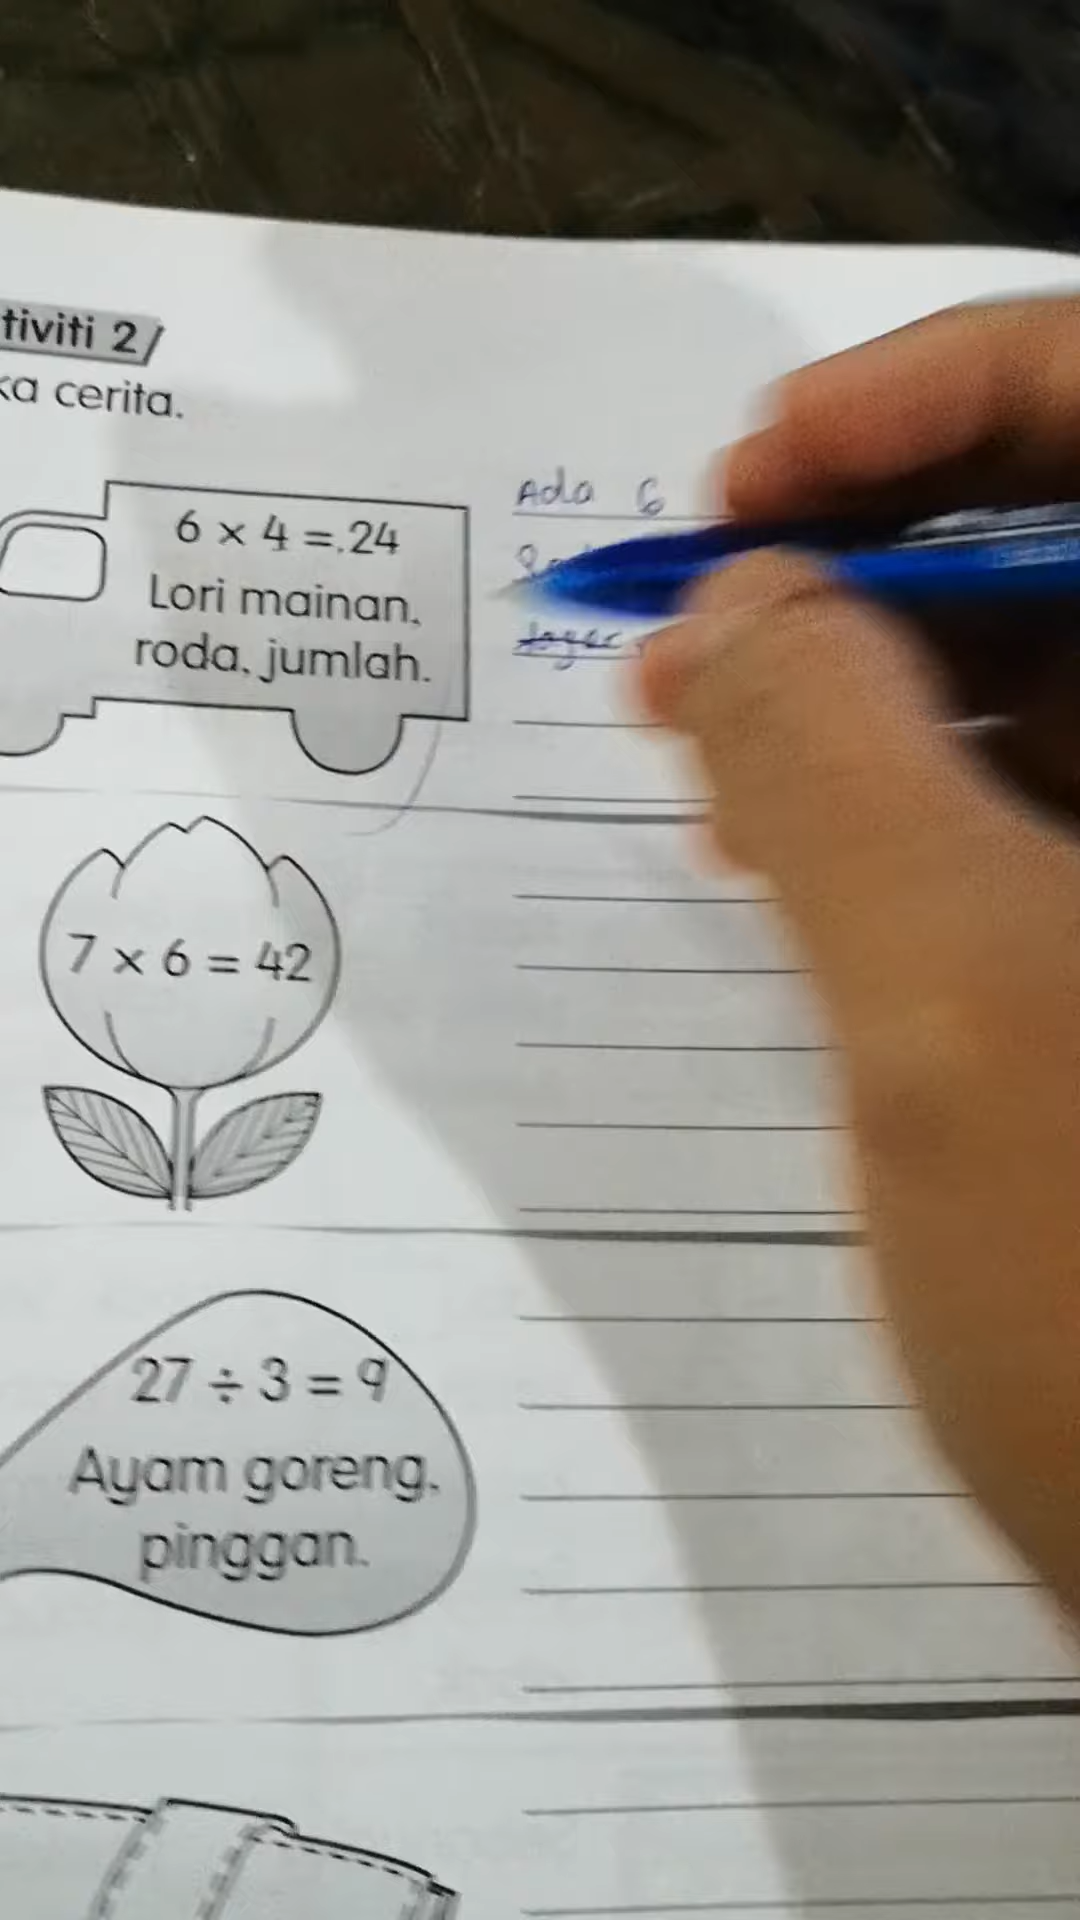 tiviti 2
ka cerita.
6 × 4 = 24
Lori mainan,
roda, jumlah.
Ada 6
7 × 6 = 42
27 ÷ 3 = 9
Ayam goreng,
pinggan.